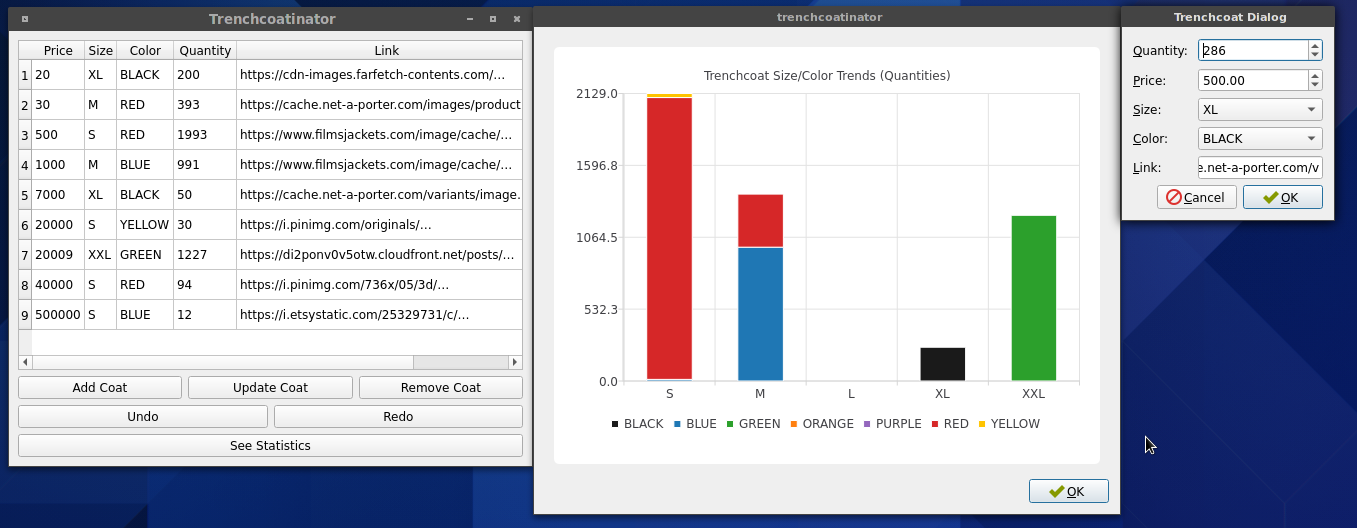 Trenchcoatinator
Price Size Color Quantity Link
1 20 XL BLACK 200 https://cdn-images.farfetch-contents.com/...
2 30 M RED 393 https://cache.net-a-porter.com/images/product
3 500 S RED 1993 https://www.filmsjackets.com/image/cache/...
4 1000 M BLUE 991 https://www.filmsjackets.com/image/cache/...
5 7000 XL BLACK 50 https://cache.net-a-porter.com/variants/image.
6 20000 S YELLOW 30 https://i.pinimg.com/originals/...
7 20009 XXL GREEN 1227 https://di2ponv0v5otw.cloudfront.net/posts/...
8 40000 S RED 94 https://i.pinimg.com/736x/05/3d/...
9 500000 S BLUE 12 https://i.etsystatic.com/25329731/c/...
Add Coat Update Coat Remove Coat
Undo Redo
See Statistics
trenchcoatinator
Trenchcoat Size/Color Trends (Quantities)
2129.0
1596.8
1064.5
532.3
0.0
S M L XL XXL
BLACK BLUE GREEN ORANGE PURPLE RED YELLOW
OK
Trenchcoat Dialog
Quantity: 286
Price: 500.00
Size: XL
Color: BLACK
Link: e.net-a-porter.com/v
Cancel OK